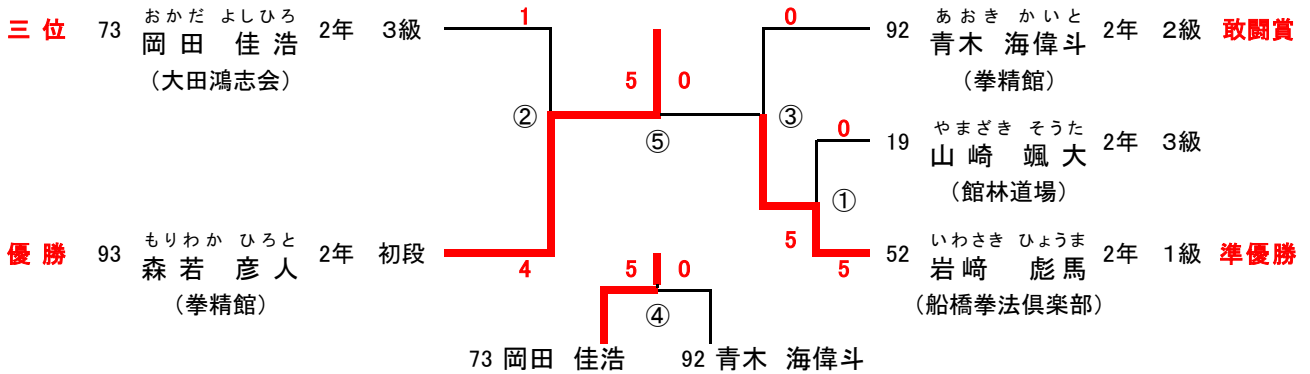 1
0
おかだ よしひろ
三位 73 岡田 佳浩 2年 3級
(大田鴻志会)
あおき かいと
92 青木 海偉斗 2年 2級 敢闘賞
(拳精館)
5 0
② ③
⑤
0
やまざき そうた
19 山崎 颯大 2年 3級
(館林道場)
①
もりわか ひろと
優勝 93 森若 彦人 2年 初段
(拳精館)
4
5
5
いわさき ひょうま
52 岩﨑 彪馬 2年 1級 準優勝
(船橋拳法倶楽部)
5 0
④
73 岡田 佳浩 92 青木 海偉斗